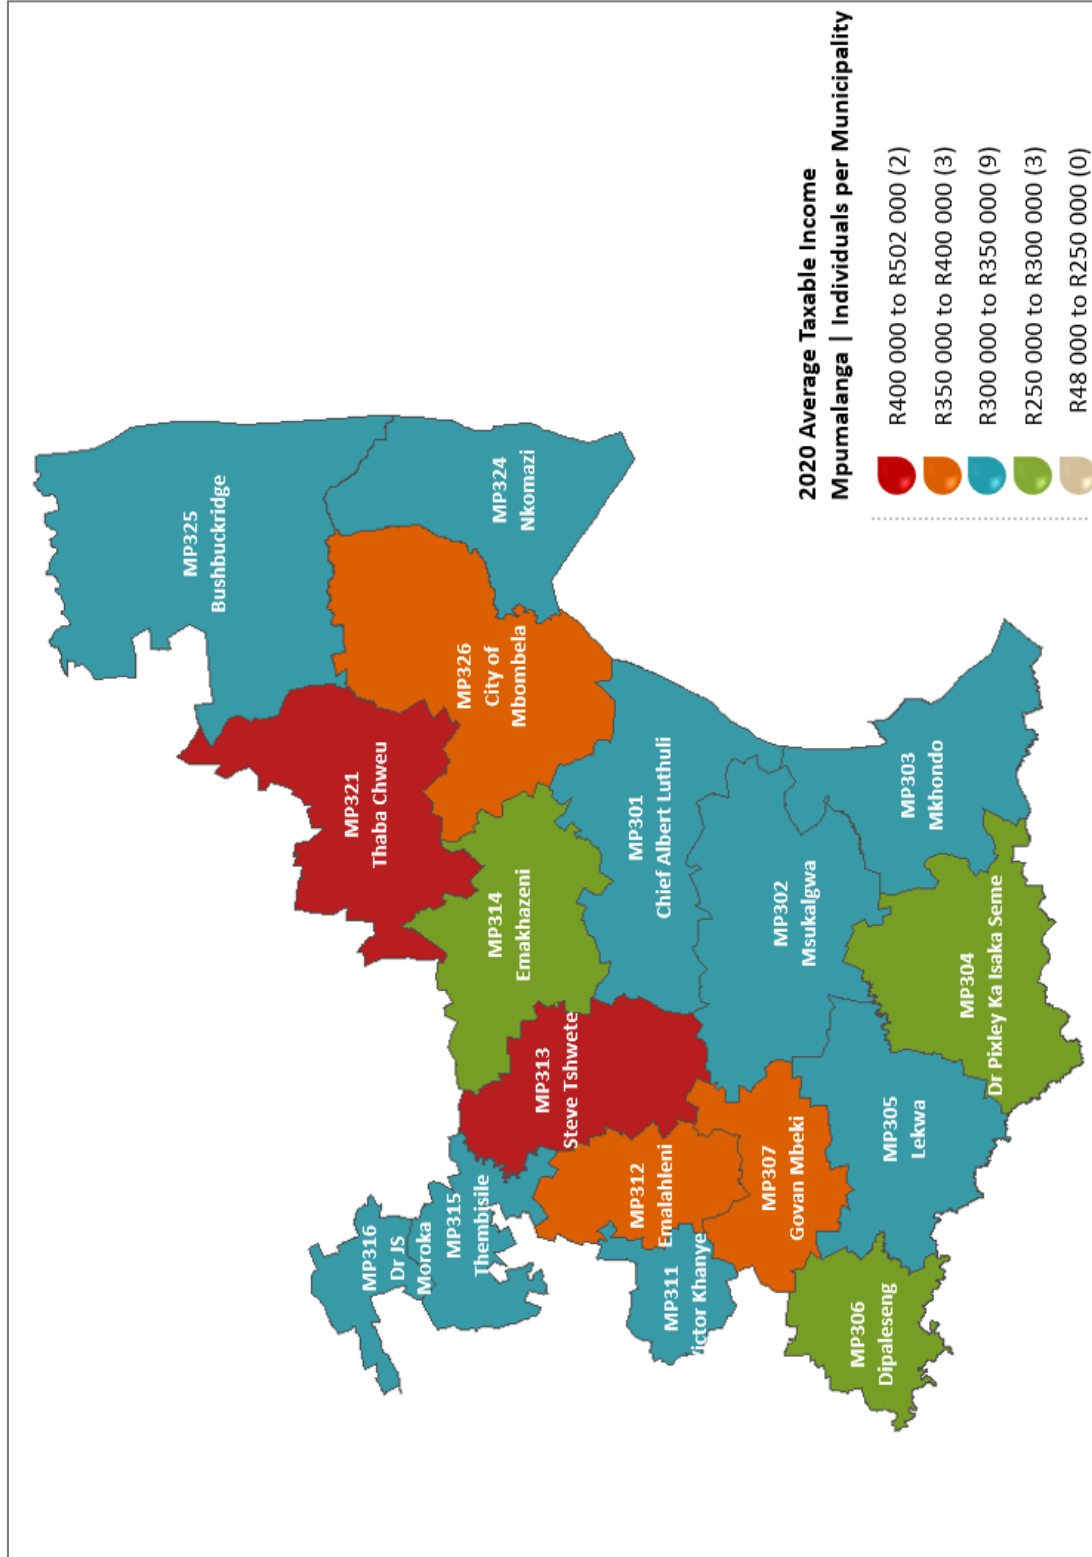 MP325
Bushbuckridge
MP324
Nkomazi
MP326
City of
Mbombela
MP321
Thaba Chweu
MP314
Emakhazeni
MP301
Chief Albert Luthuli
MP302
Msukalgwa
MP303
Mkhondo
MP304
Dr Pixley Ka Isaka Seme
MP313
Steve Tshwete
MP312
Emalahleni
MP307
Govan Mbeki
MP305
Lekwa
MP306
Dipaleseng
MP311
ictor Khanye
MP315
Thembisile
MP316
Dr JS
Moroka
2020 Average Taxable Income
Mpumalanga | Individuals per Municipality
R400 000 to R502 000 (2)
R350 000 to R400 000 (3)
R300 000 to R350 000 (9)
R250 000 to R300 000 (3)
R48 000 to R250 000 (0)